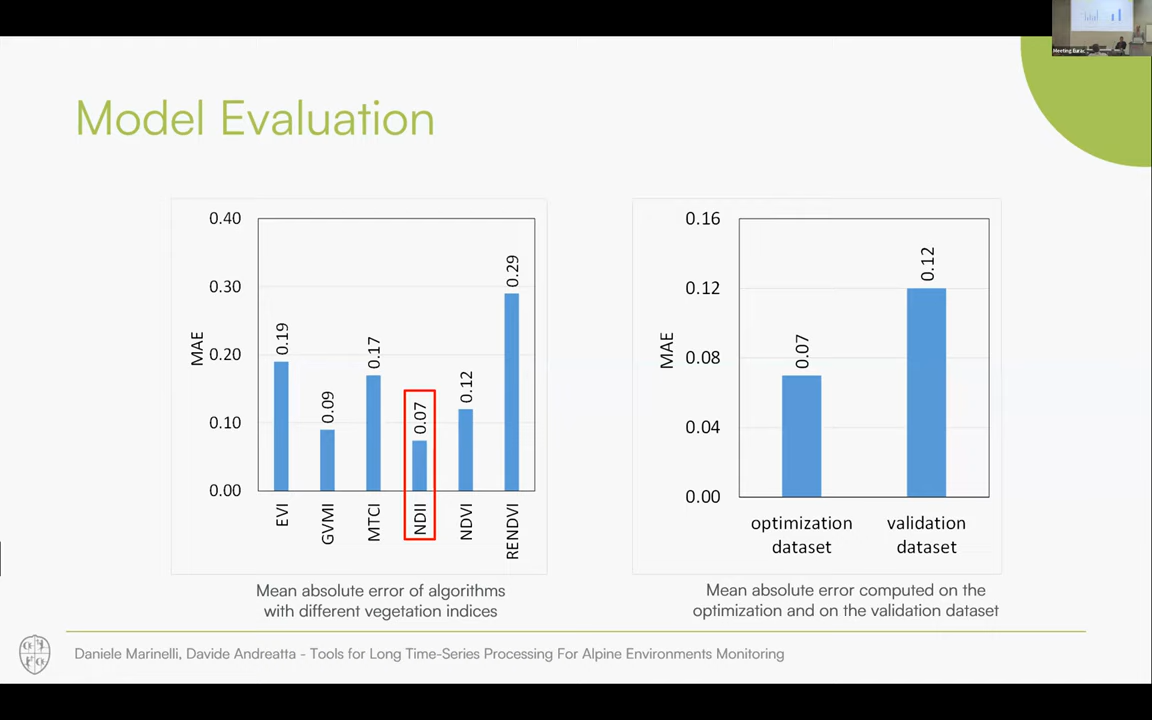 Meeting Eurac
Model Evaluation
0.40
0.30
0.20
0.10
0.00
MAE
0.19
0.09
0.17
0.07
0.12
0.29
EVI
GVMI
MTCI
NDII
NDVI
RENDVI
Mean absolute error of algorithms
with different vegetation indices
0.16
0.12
0.08
0.04
0.00
MAE
0.07
0.12
optimization
dataset
validation
dataset
Mean absolute error computed on the
optimization and on the validation dataset
Daniele Marinelli, Davide Andreatta - Tools for Long Time-Series Processing For Alpine Environments Monitoring